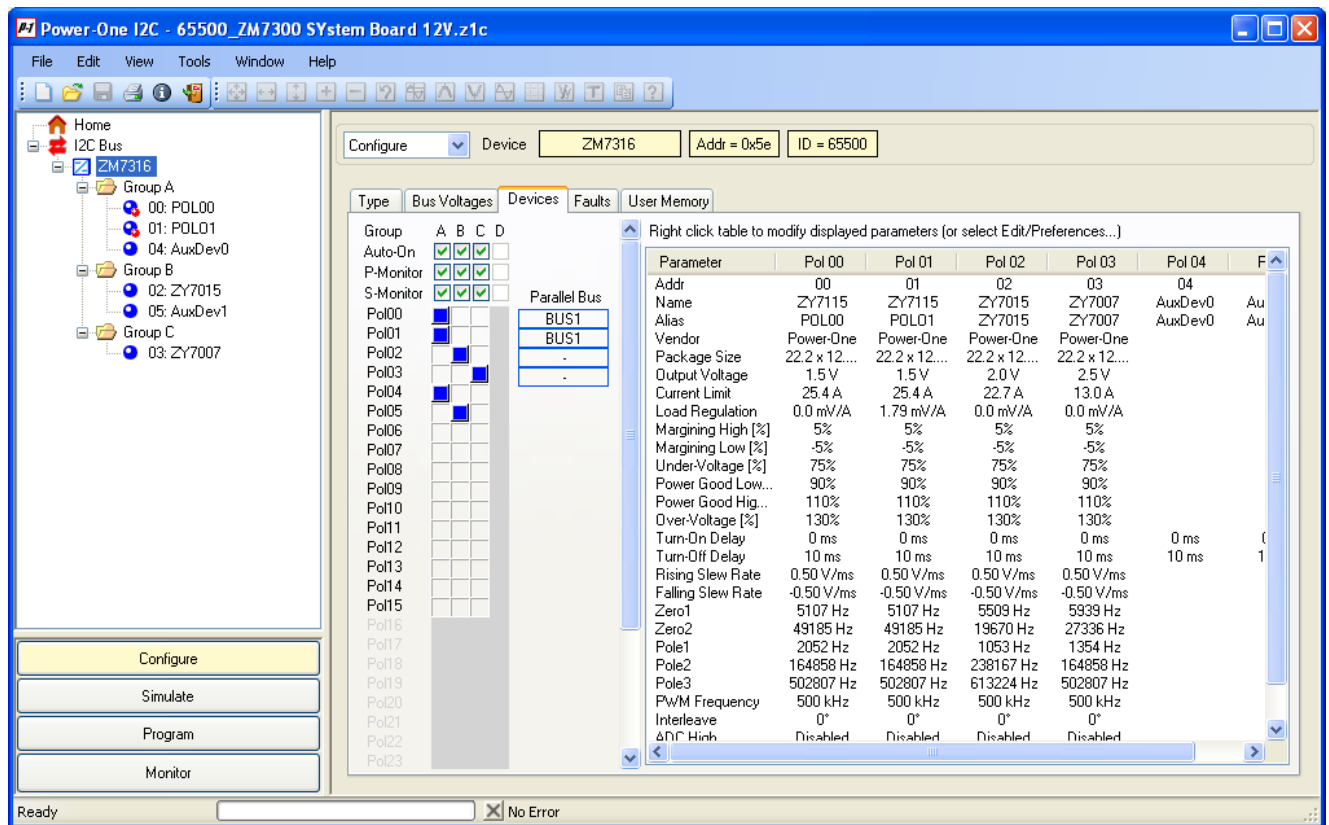 Power-One I2C - 65500_ZM7300 SYstem Board 12V.z1c
File Edit View Tools Window Help
Home
I2C Bus
ZM7316
Group A
00: POL00
01: POL01
04: AuxDev0
Group B
02: ZY7015
05: AuxDev1
Group C
03: ZY7007
Configure
Simulate
Program
Monitor
Configure Device ZM7316 Addr = 0x5e ID = 65500
Type Bus Voltages Devices Faults User Memory
Group A B C D
Auto-On
P-Monitor
S-Monitor Parallel Bus
Pol00 BUS1
Pol01 BUS1
Pol02 -
Pol03 -
Pol04
Pol05
Pol06
Pol07
Pol08
Pol09
Pol10
Pol11
Pol12
Pol13
Pol14
Pol15
Pol16
Pol17
Pol18
Pol19
Pol20
Pol21
Pol22
Pol23
Right click table to modify displayed parameters (or select Edit/Preferences...)
Parameter Pol 00 Pol 01 Pol 02 Pol 03 Pol 04
Addr 00 01 02 03 04
Name ZY7115 ZY7115 ZY7015 ZY7007 AuxDev0 Au
Alias POL00 POL01 ZY7015 ZY7007 AuxDev0 Au
Vendor Power-One Power-One Power-One Power-One
Package Size 22.2 x 12.... 22.2 x 12.... 22.2 x 12.... 22.2 x 12....
Output Voltage 1.5 V 1.5 V 2.0 V 2.5 V
Current Limit 25.4 A 25.4 A 22.7 A 13.0 A
Load Regulation 0.0 mV/A 1.79 mV/A 0.0 mV/A 0.0 mV/A
Margining High [%] 5% 5% 5% 5%
Margining Low [%] -5% -5% -5% -5%
Under-Voltage [%] 75% 75% 75% 75%
Power Good Low... 90% 90% 90% 90%
Power Good Hig... 110% 110% 110% 110%
Over-Voltage [%] 130% 130% 130% 130%
Turn-On Delay 0 ms 0 ms 0 ms 0 ms 0 ms
Turn-Off Delay 10 ms 10 ms 10 ms 10 ms 10 ms 1
Rising Slew Rate 0.50 V/ms 0.50 V/ms 0.50 V/ms 0.50 V/ms
Falling Slew Rate -0.50 V/ms -0.50 V/ms -0.50 V/ms -0.50 V/ms
Zero1 5107 Hz 5107 Hz 5509 Hz 5939 Hz
Zero2 49185 Hz 49185 Hz 19670 Hz 27336 Hz
Pole1 2052 Hz 2052 Hz 1053 Hz 1354 Hz
Pole2 164858 Hz 164858 Hz 238167 Hz 164858 Hz
Pole3 502807 Hz 502807 Hz 613224 Hz 502807 Hz
PWM Frequency 500 kHz 500 kHz 500 kHz 500 kHz
Interleave 0° 0° 0° 0°
ADC High Disabled Disabled Disabled Disabled
Ready No Error